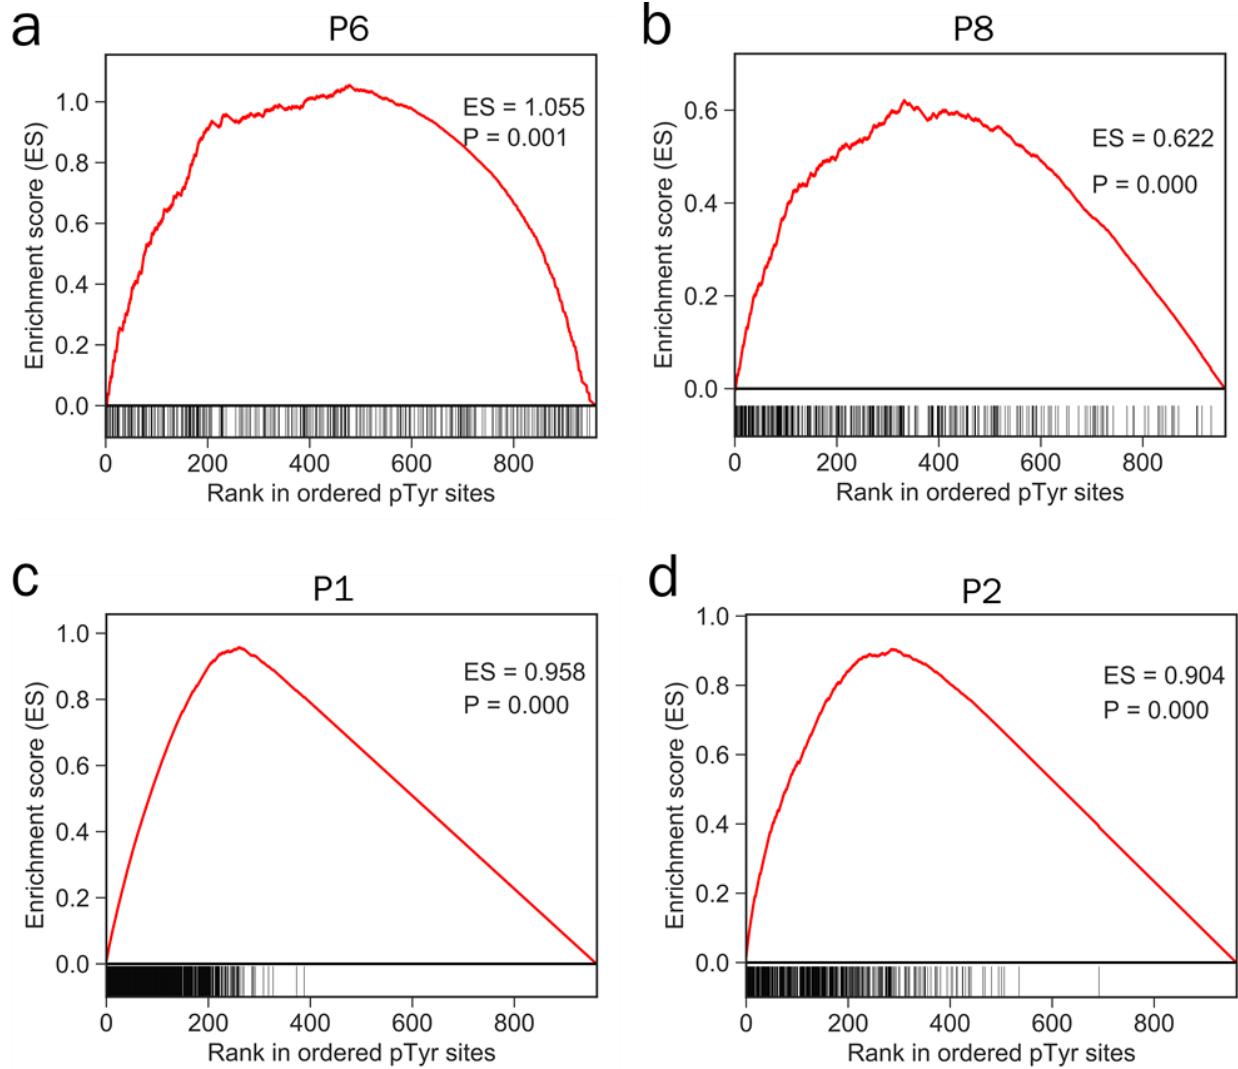 a
P6
Enrichment score (ES)
1.0
0.8
0.6
0.4
0.2
0.0
ES = 1.055
P = 0.001
0 200 400 600 800
Rank in ordered pTyr sites
b
P8
Enrichment score (ES)
0.6
0.4
0.2
0.0
ES = 0.622
P = 0.000
0 200 400 600 800
Rank in ordered pTyr sites
c
P1
Enrichment score (ES)
1.0
0.8
0.6
0.4
0.2
0.0
ES = 0.958
P = 0.000
0 200 400 600 800
Rank in ordered pTyr sites
d
P2
Enrichment score (ES)
1.0
0.8
0.6
0.4
0.2
0.0
ES = 0.904
P = 0.000
0 200 400 600 800
Rank in ordered pTyr sites